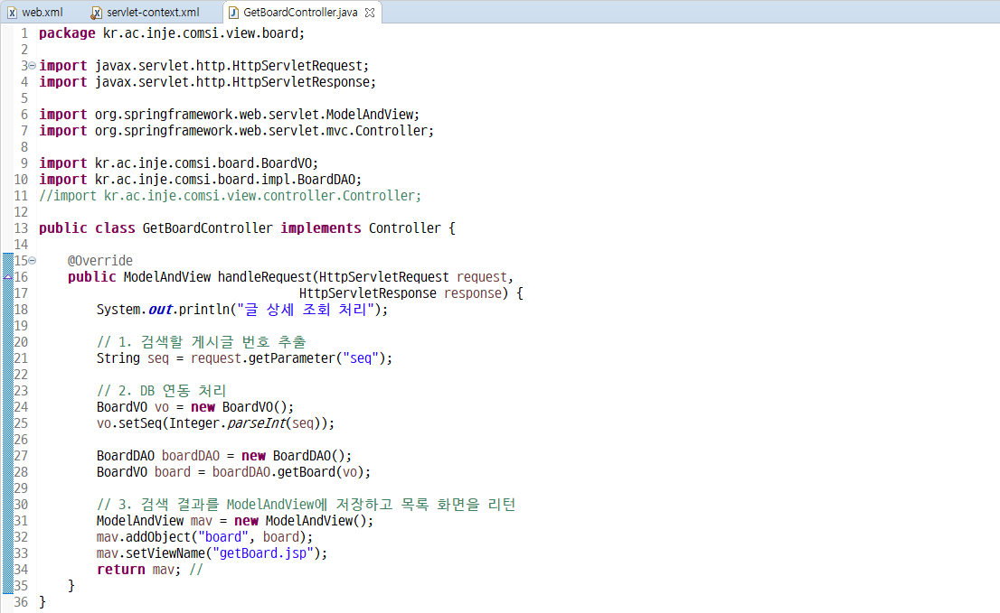 web.xml servlet-context.xml GetBoardController.java
1 package kr.ac.inje.comsi.view.board;
2
3 import javax.servlet.http.HttpServletRequest;
4 import javax.servlet.http.HttpServletResponse;
5
6 import org.springframework.web.servlet.ModelAndView;
7 import org.springframework.web.servlet.mvc.Controller;
8
9 import kr.ac.inje.comsi.board.BoardVO;
10 import kr.ac.inje.comsi.board.impl.BoardDAO;
11 //import kr.ac.inje.comsi.view.controller.Controller;
12
13 public class GetBoardController implements Controller {
14
15 @Override
16 public ModelAndView handleRequest(HttpServletRequest request,
17 HttpServletResponse response) {
18 System.out.println("글 상세 조회 처리");
19
20 // 1. 검색할 게시글 번호 추출
21 String seq = request.getParameter("seq");
22
23 // 2. DB 연동 처리
24 BoardVO vo = new BoardVO();
25 vo.setSeq(Integer.parseInt(seq));
26
27 BoardDAO boardDAO = new BoardDAO();
28 BoardVO board = boardDAO.getBoard(vo);
29
30 // 3. 검색 결과를 ModelAndView에 저장하고 목록 화면을 리턴
31 ModelAndView mav = new ModelAndView();
32 mav.addObject("board", board);
33 mav.setViewName("getBoard.jsp");
34 return mav; //
35 }
36 }